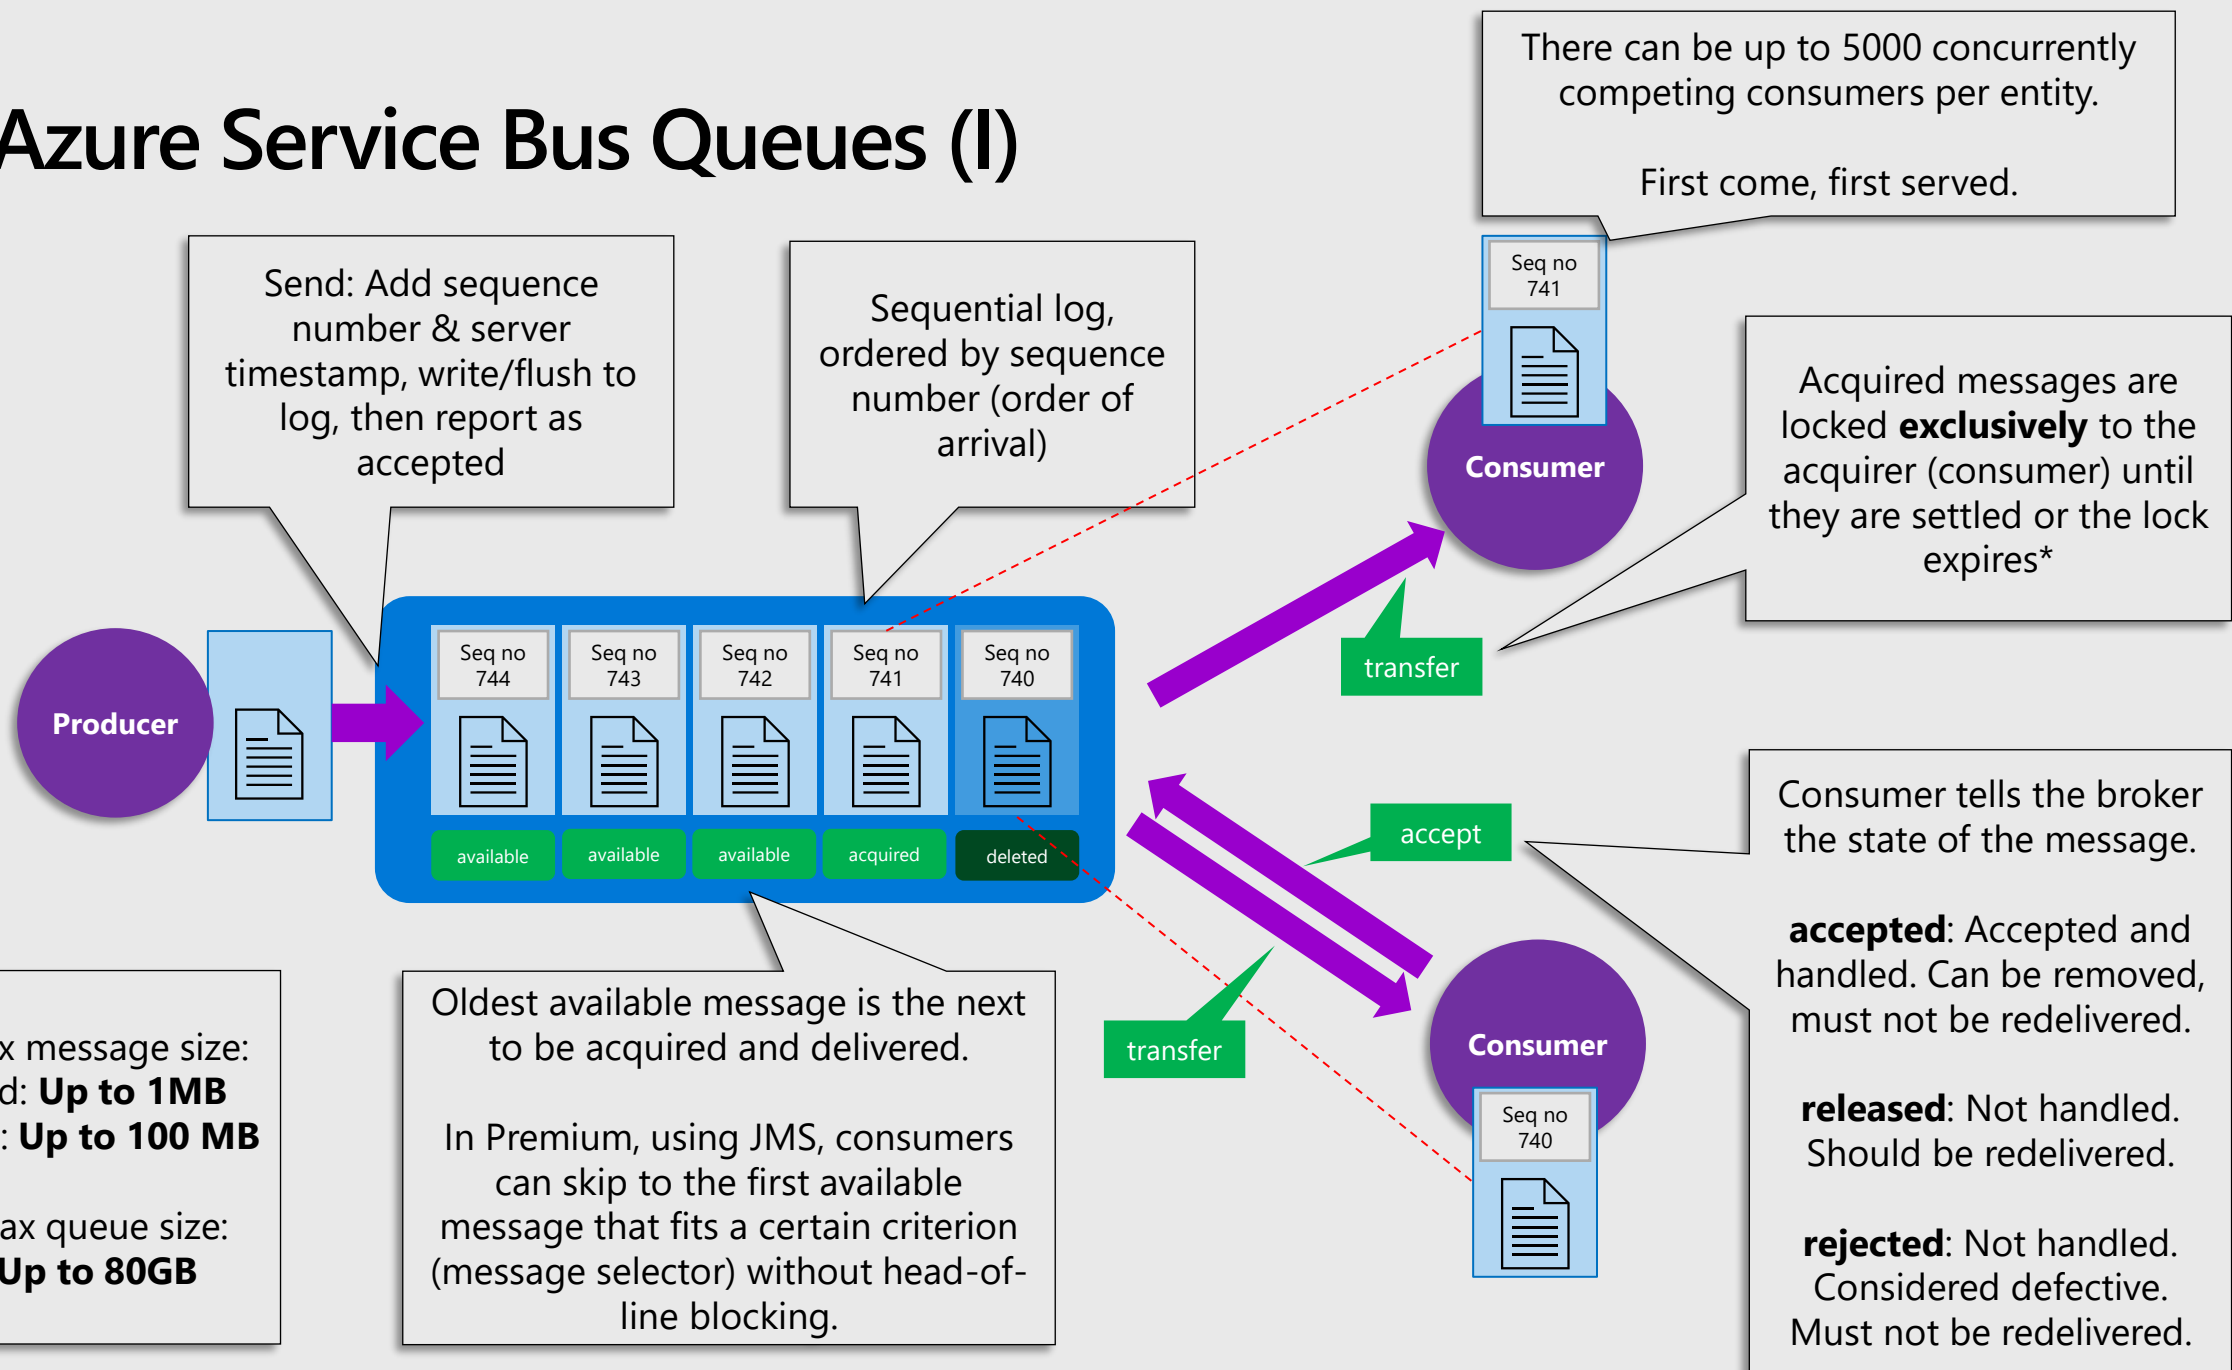 Azure Service Bus Queues (I)
There can be up to 5000 concurrently
competing consumers per entity.
First come, first served.
Send: Add sequence
number & server
timestamp, write/flush to
log, then report as
accepted
Sequential log,
ordered by sequence
number (order of
arrival)
Seq no
741
Consumer
Acquired messages are
locked exclusively to the
acquirer (consumer) until
they are settled or the lock
expires*
transfer
Producer
Seq no
744
Seq no
743
Seq no
742
Seq no
741
Seq no
740
available
available
available
acquired
deleted
accept
transfer
Consumer
Seq no
740
Consumer tells the broker
the state of the message.
accepted: Accepted and
handled. Can be removed,
must not be redelivered.
released: Not handled.
Should be redelivered.
rejected: Not handled.
Considered defective.
Must not be redelivered.
message size:
Up to 1MB
: Up to 100 MB
queue size:
Up to 80GB
Oldest available message is the next
to be acquired and delivered.
In Premium, using JMS, consumers
can skip to the first available
message that fits a certain criterion
(message selector) without head-of-
line blocking.